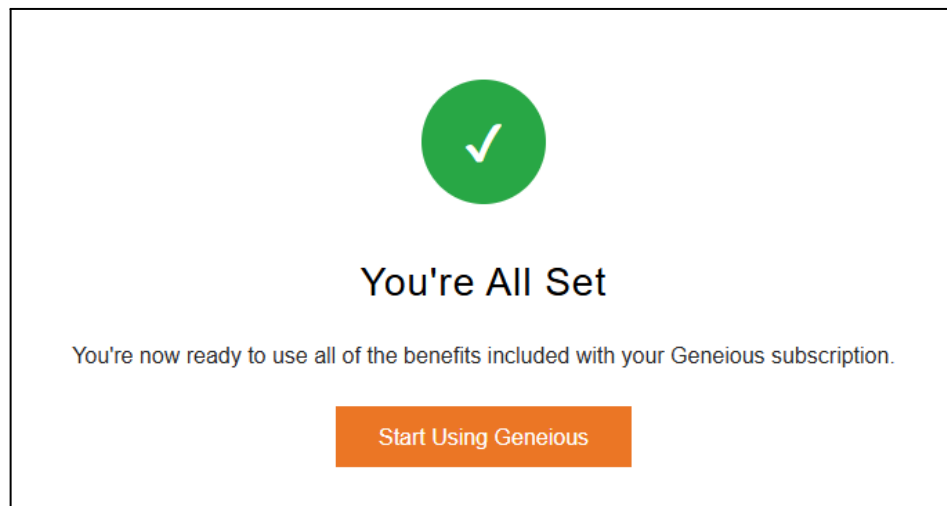 You're All Set
You're now ready to use all of the benefits included with your Geneious subscription.
Start Using Geneious